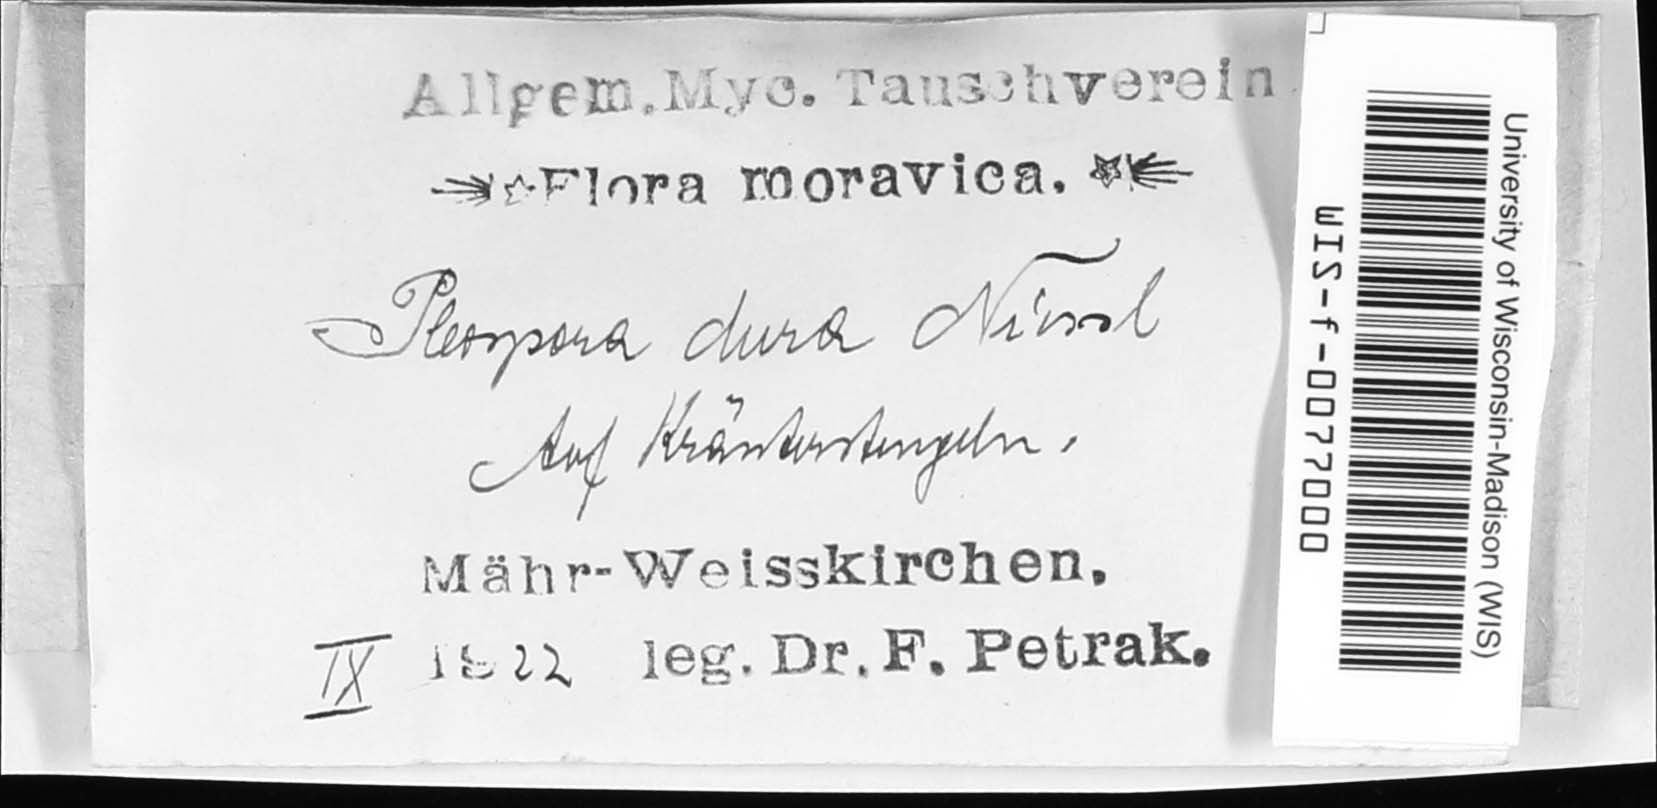 Allgem. Myc. Tauschverein
Flora moravica.
Pleospora dura Niessl
Auf Kräuterstengeln.
Mähr-Weisskirchen.
IX 1922 leg. Dr. F. Petrak.
University of Wisconsin-Madison (WIS)
WIS-f-0077000